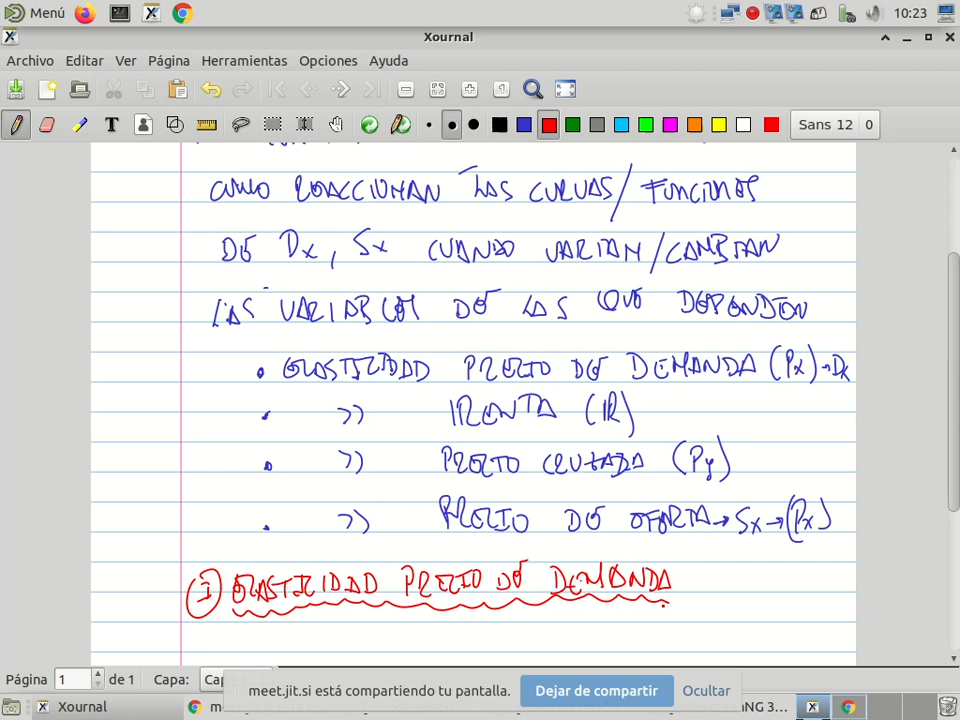 Menú
10:23
Xournal
Archivo Editar Ver Página Herramientas Opciones Ayuda
Sans 12 0
COMO REACCIONAN LAS CURVAS / FUNCIONES
DE Dx, Sx CUANDO VARIAN / CAMBIAN
LAS VARIABLES DE LAS QUE DEPENDEN
• ELASTICIDAD PRECIO DE DEMANDA (Px) → Dx
• >> RENTA (R)
• >> PRECIO CRUZADA (Py)
• >> PRECIO DE OFERTA → Sx → (Px)
① ELASTICIDAD PRECIO DE DEMANDA
Página 1 de 1 Capa:
meet.jit.si está compartiendo tu pantalla. Dejar de compartir Ocultar
Xournal